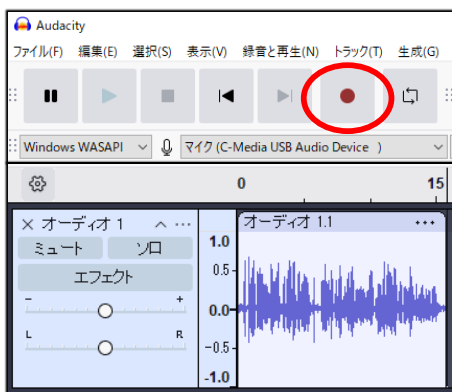 Audacity
ファイル(F) 編集(E) 選択(S) 表示(V) 録音と再生(N) トラック(T) 生成(G)
Windows WASAPI マイク (C-Media USB Audio Device )
0 15
オーディオ 1 オーディオ 1.1
ミュート ソロ 1.0
エフェクト 0.5
- + 0.0
L R -0.5
-1.0